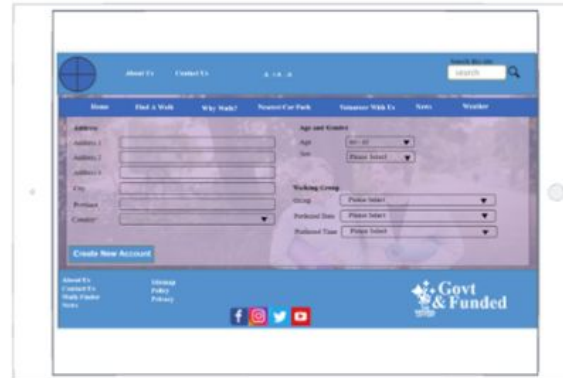 Search this site
About Us Contact Us
search
Home Find A Walk Why Walk? Nearest Car Park Volunteer With Us News Weather
Address Age and Gender
Address 1 Age
Address 2 Sex Please Select
Address 3
City Walking Group
Postcode Group Please Select
Country Preferred Date Please Select
Preferred Time Please Select
Create New Account
About Us Sitemap
Contact Us Policy
Walk Finder Privacy
News
Govt
& Funded